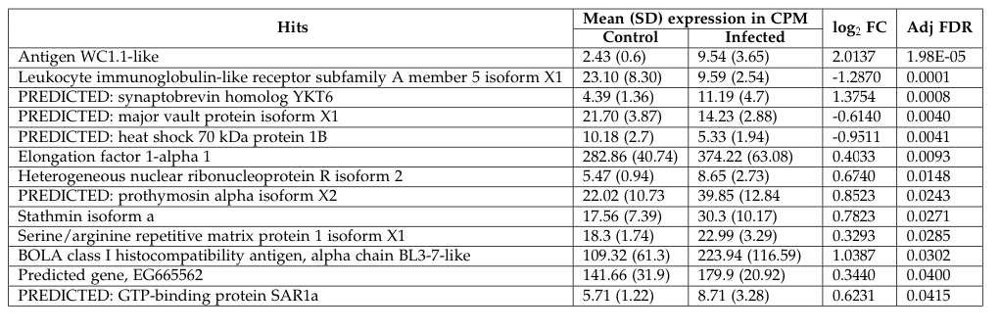 Hits Mean (SD) expression in CPM log₂ FC Adj FDR
Control Infected
Antigen WC1.1-like 2.43 (0.6) 9.54 (3.65) 2.0137 1.98E-05
Leukocyte immunoglobulin-like receptor subfamily A member 5 isoform X1 23.10 (8.30) 9.59 (2.54) -1.2870 0.0001
PREDICTED: synaptobrevin homolog YKT6 4.39 (1.36) 11.19 (4.7) 1.3754 0.0008
PREDICTED: major vault protein isoform X1 21.70 (3.87) 14.23 (2.88) -0.6140 0.0040
PREDICTED: heat shock 70 kDa protein 1B 10.18 (2.7) 5.33 (1.94) -0.9511 0.0041
Elongation factor 1-alpha 1 282.86 (40.74) 374.22 (63.08) 0.4033 0.0093
Heterogeneous nuclear ribonucleoprotein R isoform 2 5.47 (0.94) 8.65 (2.73) 0.6740 0.0148
PREDICTED: prothymosin alpha isoform X2 22.02 (10.73 39.85 (12.84 0.8523 0.0243
Stathmin isoform a 17.56 (7.39) 30.3 (10.17) 0.7823 0.0271
Serine/arginine repetitive matrix protein 1 isoform X1 18.3 (1.74) 22.99 (3.29) 0.3293 0.0285
BOLA class I histocompatibility antigen, alpha chain BL3-7-like 109.32 (61.3) 223.94 (116.59) 1.0387 0.0302
Predicted gene, EG665562 141.66 (31.9) 179.9 (20.92) 0.3440 0.0400
PREDICTED: GTP-binding protein SAR1a 5.71 (1.22) 8.71 (3.28) 0.6231 0.0415